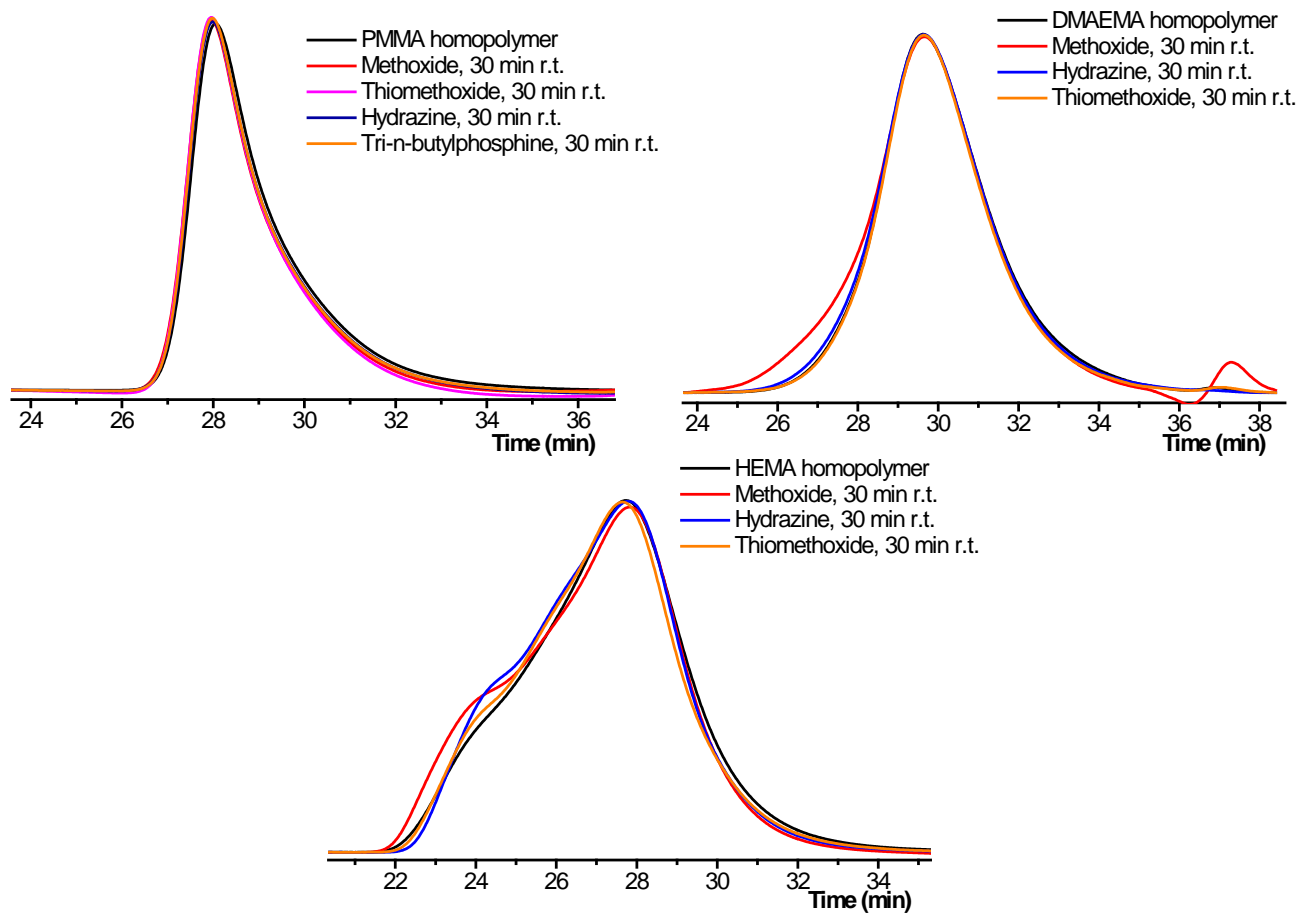 PMMA homopolymer
Methoxide, 30 min r.t.
Thiomethoxide, 30 min r.t.
Hydrazine, 30 min r.t.
Tri-n-butylphosphine, 30 min r.t.
24 26 28 30 32 34 36
Time (min)
DMAEMA homopolymer
Methoxide, 30 min r.t.
Hydrazine, 30 min r.t.
Thiomethoxide, 30 min r.t.
24 26 28 30 32 34 36 38
Time (min)
HEMA homopolymer
Methoxide, 30 min r.t.
Hydrazine, 30 min r.t.
Thiomethoxide, 30 min r.t.
22 24 26 28 30 32 34
Time (min)